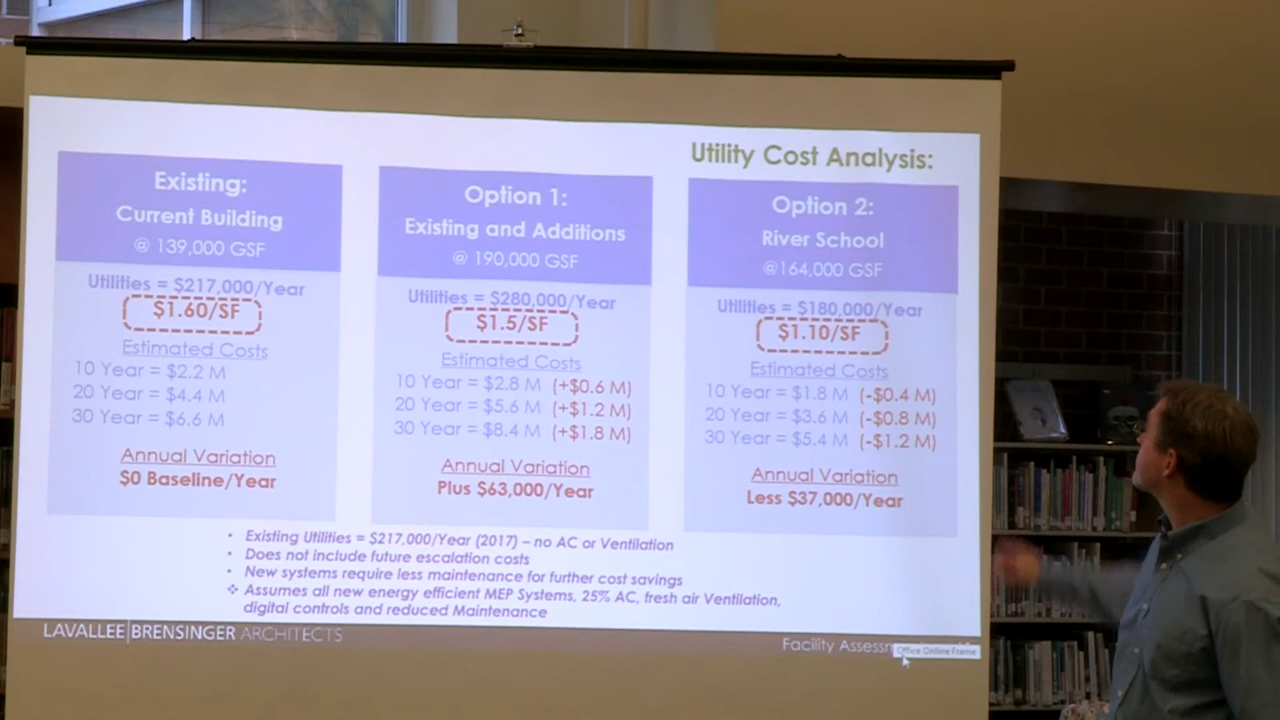 Utility Cost Analysis:
Existing:
Current Building
@ 139,000 GSF
Utilities = $217,000/Year
$1.60/SF
Estimated Costs
10 Year = $2.2 M
20 Year = $4.4 M
30 Year = $6.6 M
Annual Variation
$0 Baseline/Year
Option 1:
Existing and Additions
@ 190,000 GSF
Utilities = $280,000/Year
$1.5/SF
Estimated Costs
10 Year = $2.8 M (+$0.6 M)
20 Year = $5.6 M (+$1.2 M)
30 Year = $8.4 M (+$1.8 M)
Annual Variation
Plus $63,000/Year
Option 2:
River School
@164,000 GSF
Utilities = $180,000/Year
$1.10/SF
Estimated Costs
10 Year = $1.8 M (-$0.4 M)
20 Year = $3.6 M (-$0.8 M)
30 Year = $5.4 M (-$1.2 M)
Annual Variation
Less $37,000/Year
• Existing Utilities = $217,000/Year (2017) – no AC or Ventilation
• Does not include future escalation costs
• New systems require less maintenance for further cost savings
❖ Assumes all new energy efficient MEP Systems, 25% AC, fresh air Ventilation,
digital controls and reduced Maintenance
LAVALLEE|BRENSINGER ARCHITECTS
Facility
Office Online Frame